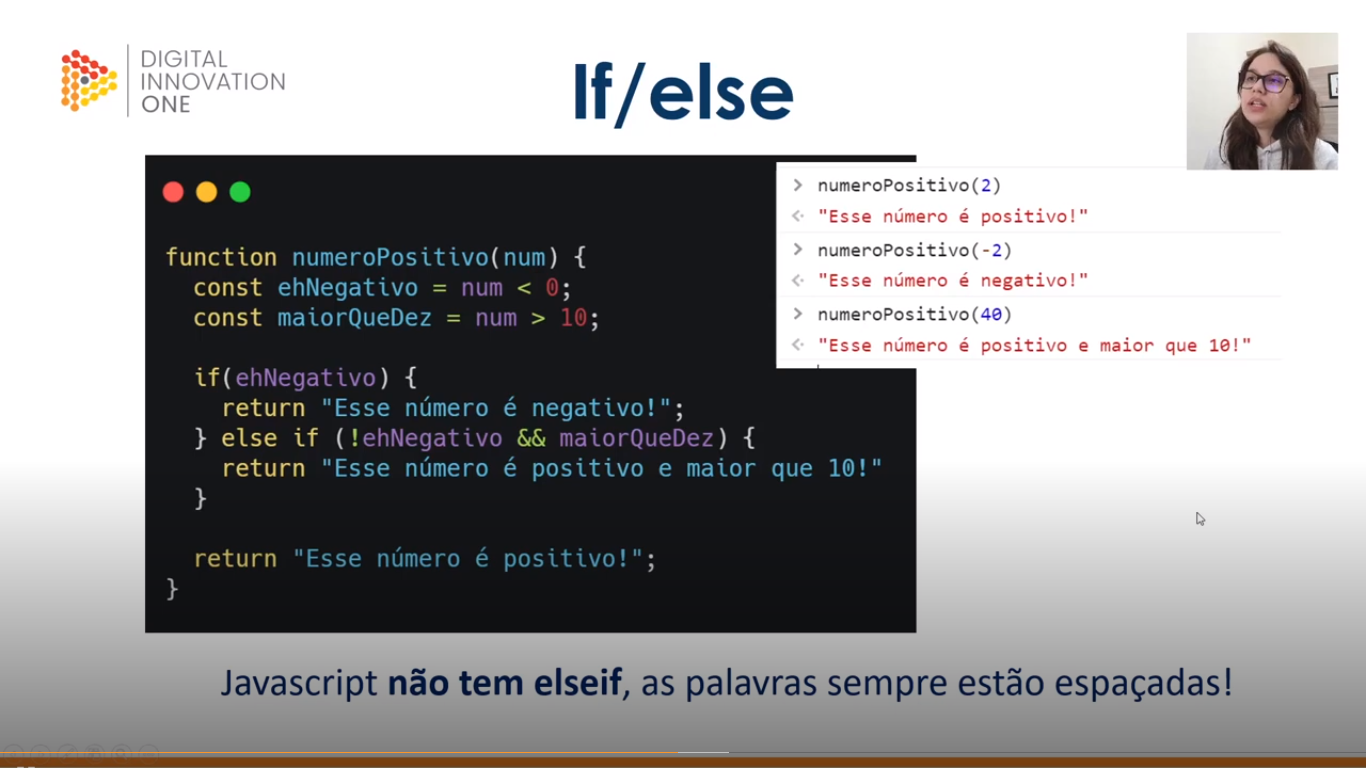 DIGITAL
INNOVATION
ONE
If/else
function numeroPositivo(num) {
const ehNegativo = num < 0;
const maiorQueDez = num > 10;
if(ehNegativo) {
return "Esse número é negativo!";
} else if (!ehNegativo && maiorQueDez) {
return "Esse número é positivo e maior que 10!"
}
return "Esse número é positivo!";
}
> numeroPositivo(2)
"Esse número é positivo!"
> numeroPositivo(-2)
"Esse número é negativo!"
> numeroPositivo(40)
"Esse número é positivo e maior que 10!"
Javascript não tem elseif, as palavras sempre estão espaçadas!